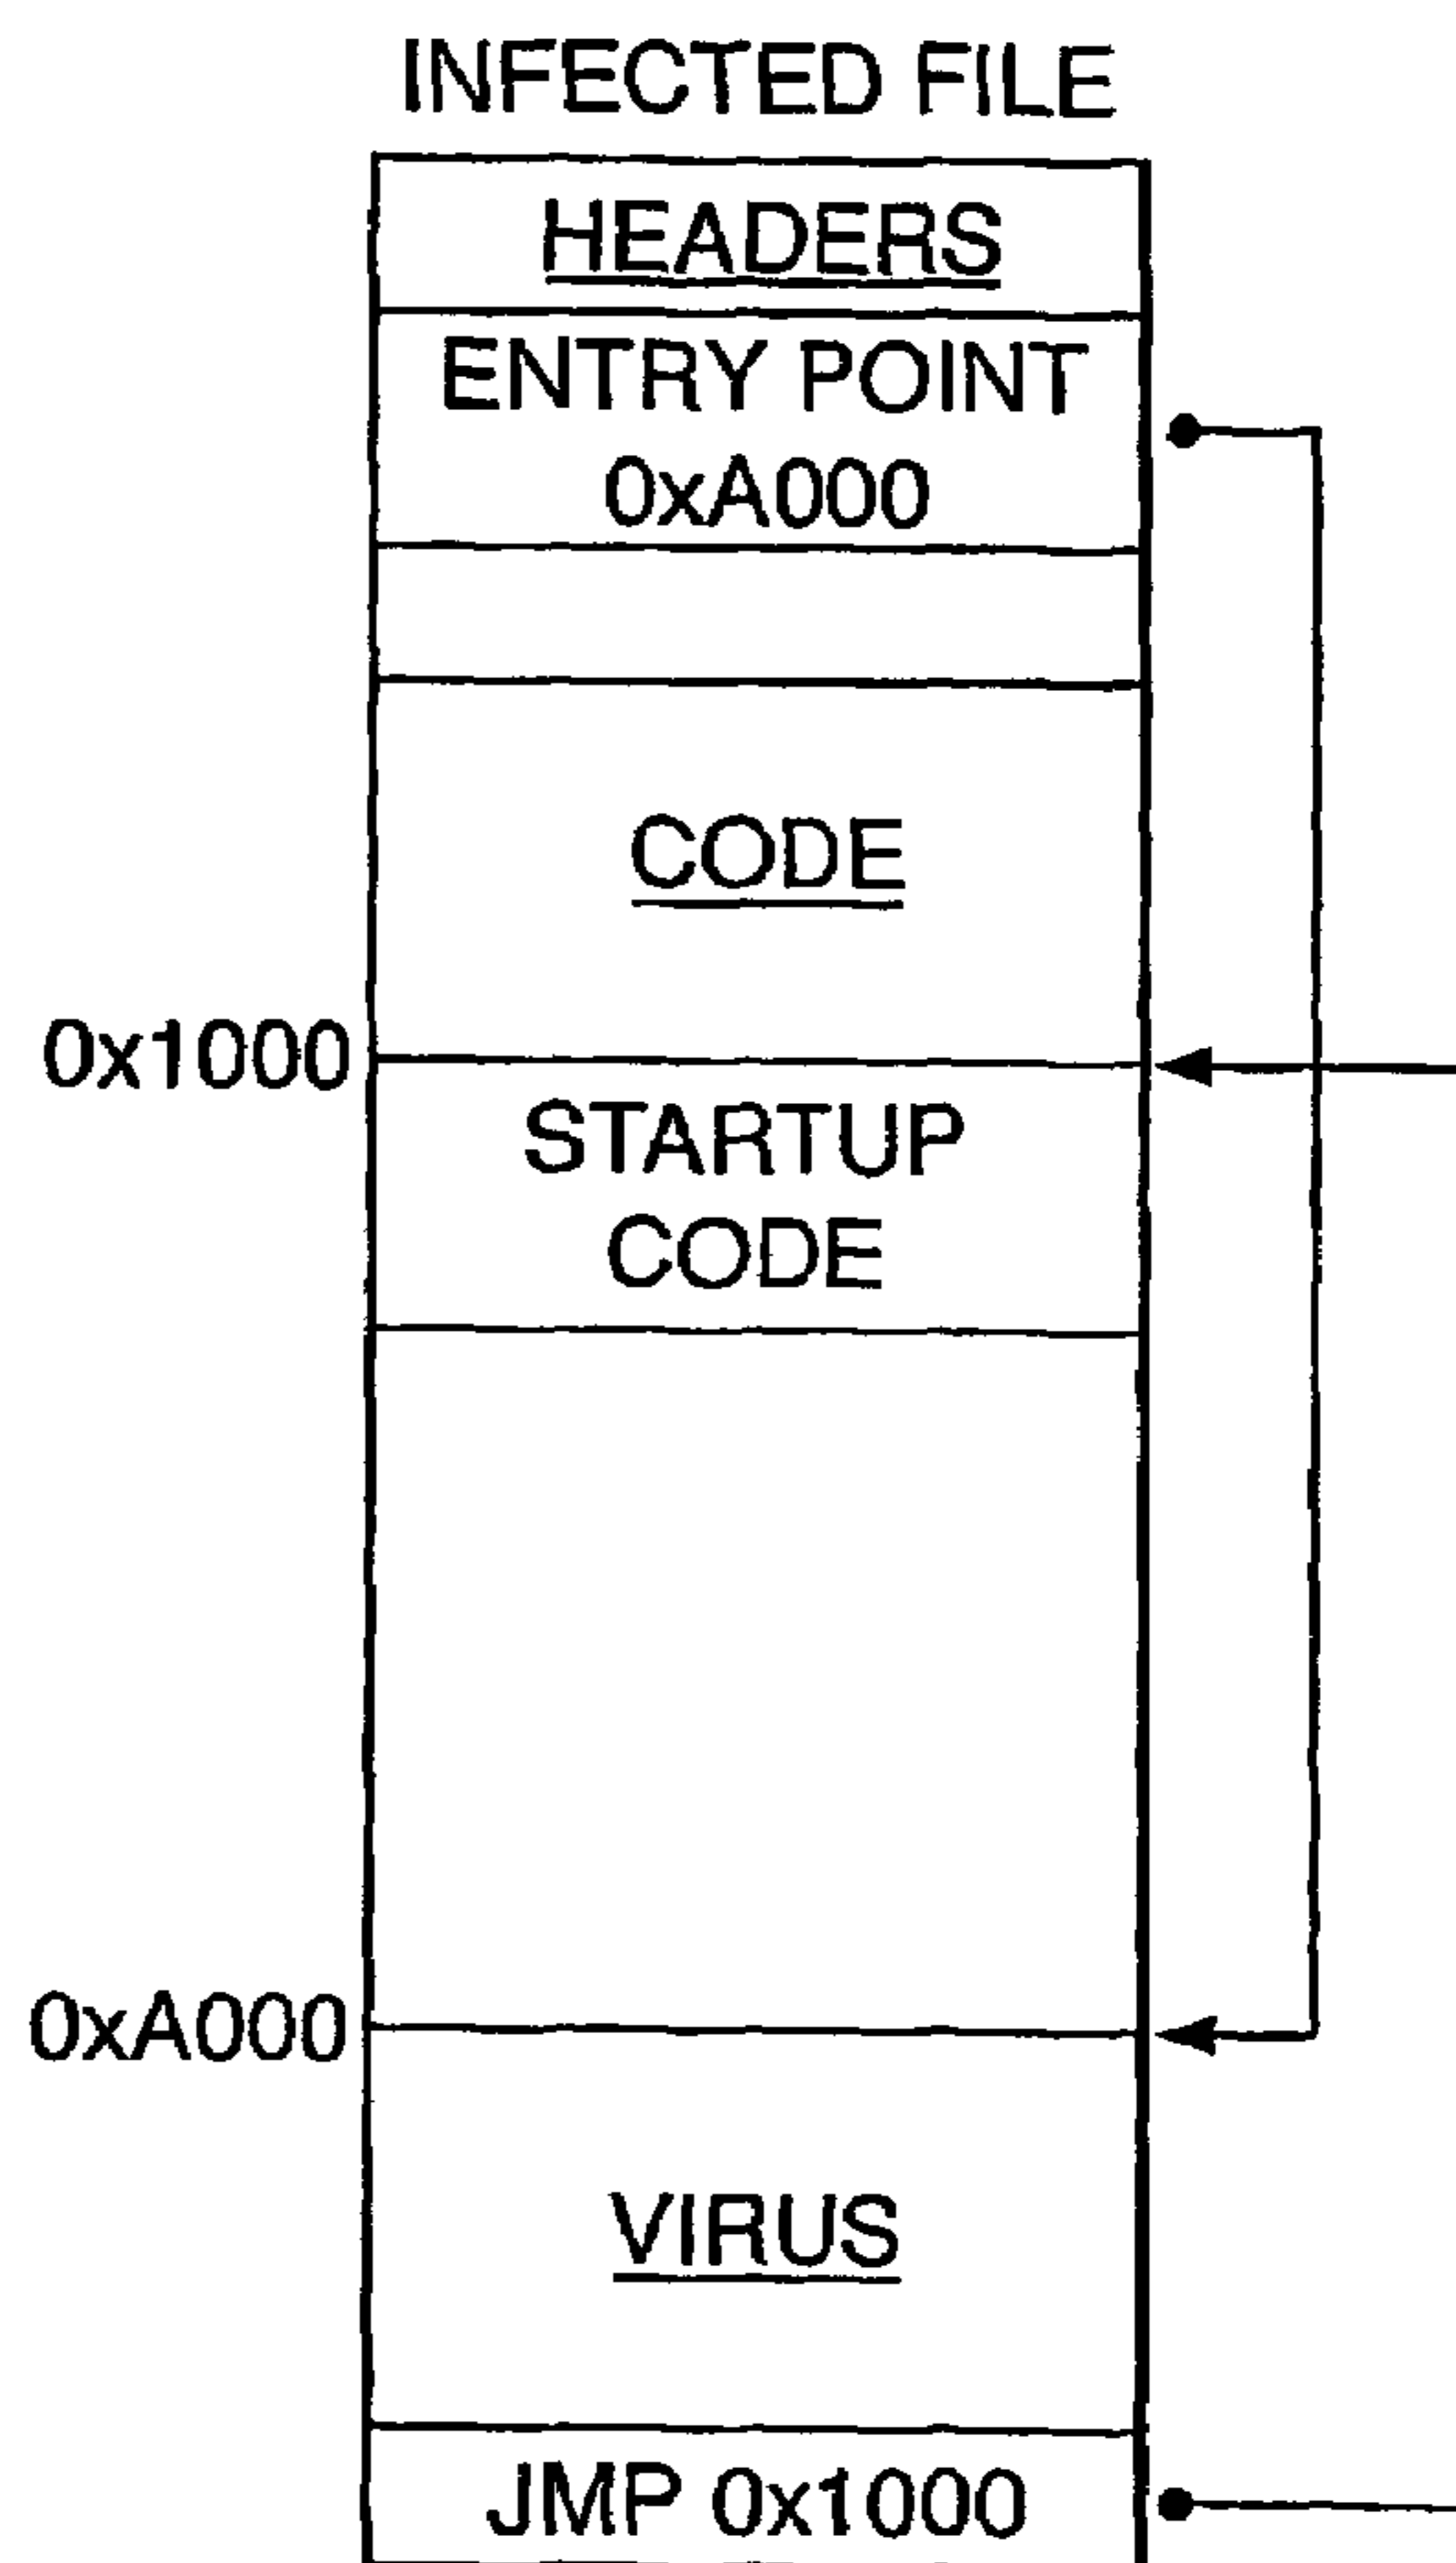 INFECTED FILE
HEADERS
ENTRY POINT
0xA000
CODE
0x1000
STARTUP
CODE
0xA000
VIRUS
JMP 0x1000